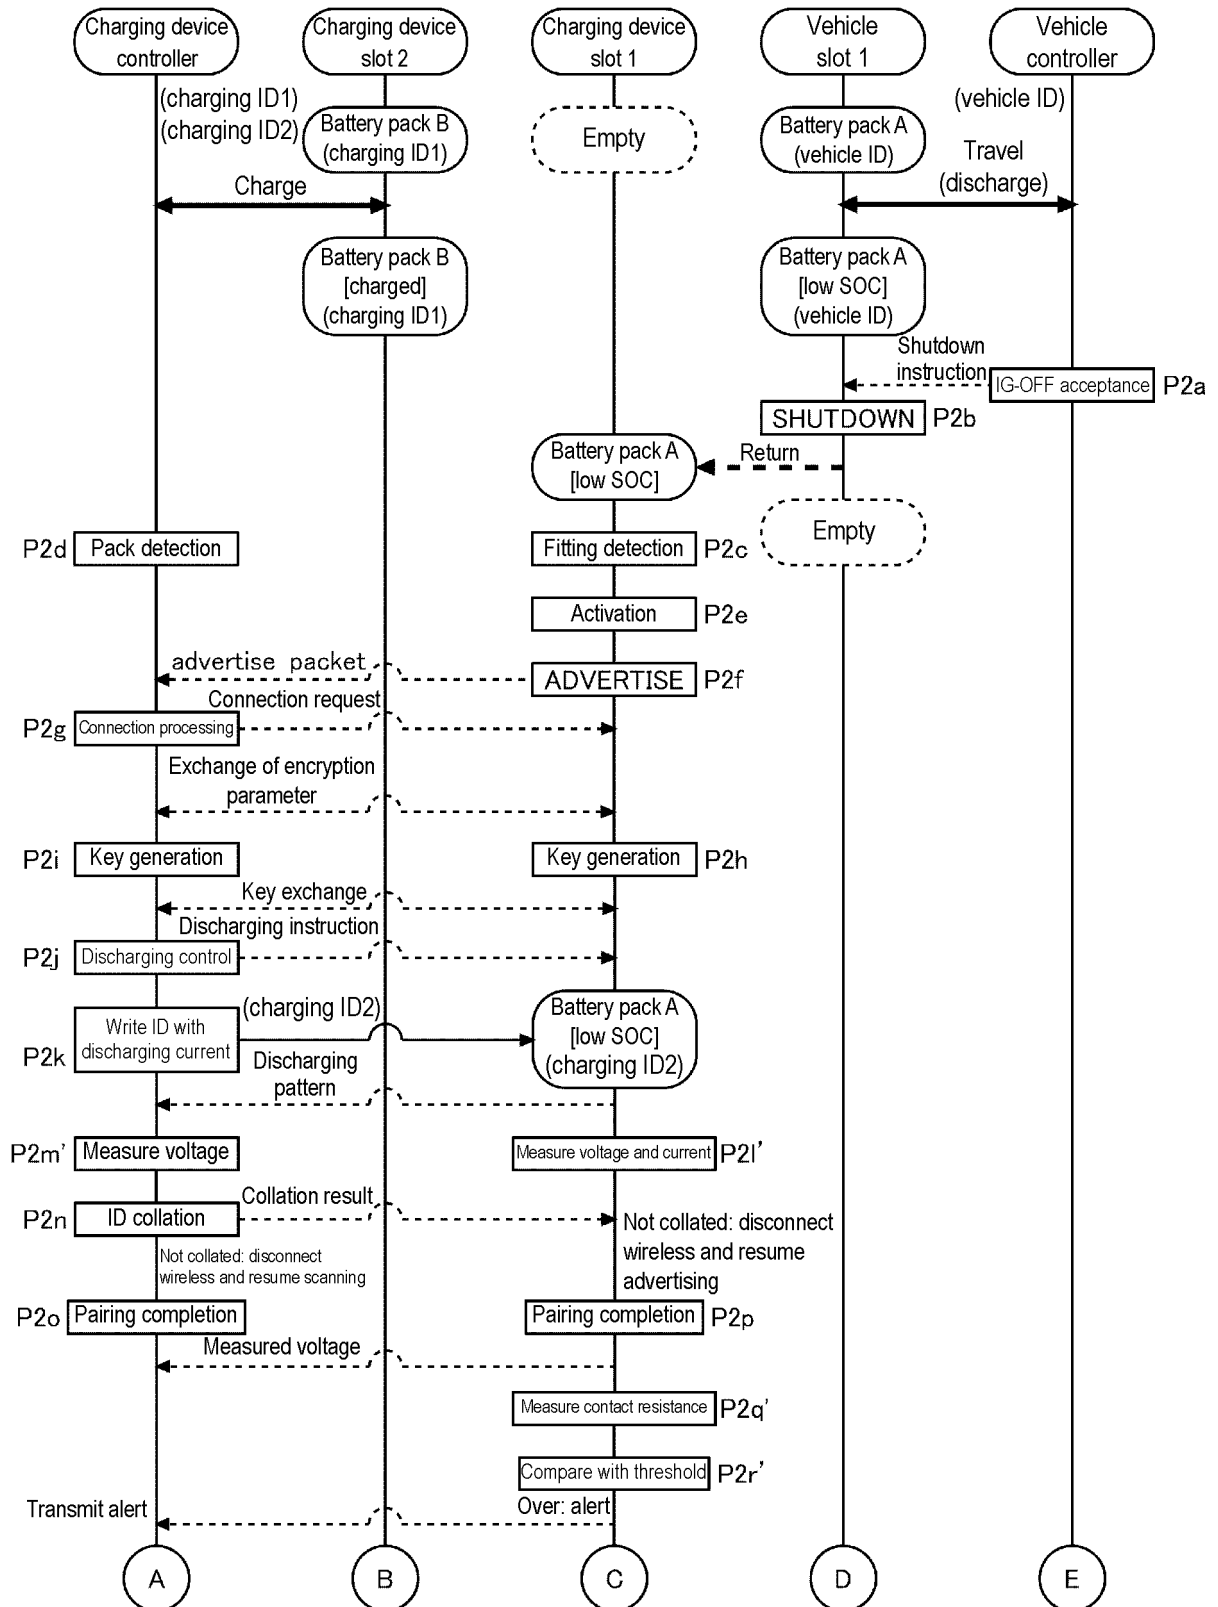 Charging device
controller
Charging device
slot 2
Charging device
slot 1
Vehicle
slot 1
Vehicle
controller
(charging ID1)
(charging ID2)
Battery pack B
(charging ID1)
Empty
Battery pack A
(vehicle ID)
(vehicle ID)
Travel
(discharge)
Charge
Battery pack B
[charged]
(charging ID1)
Battery pack A
[low SOC]
(vehicle ID)
Shutdown
instruction
IG-OFF acceptance
P2a
SHUTDOWN
P2b
Battery pack A
[low SOC]
Return
Empty
P2d
Pack detection
Fitting detection
P2c
Activation
P2e
advertise packet
ADVERTISE
P2f
Connection request
P2g
Connection processing
Exchange of encryption
parameter
P2i
Key generation
Key generation
P2h
Key exchange
Discharging instruction
P2j
Discharging control
(charging ID2)
P2k
Write ID with
discharging current
Battery pack A
[low SOC]
(charging ID2)
Discharging
pattern
P2m'
Measure voltage
Measure voltage and current
P2l'
Collation result
P2n
ID collation
Not collated: disconnect
wireless and resume scanning
Not collated: disconnect
wireless and resume
advertising
P2o
Pairing completion
Pairing completion
P2p
Measured voltage
Measure contact resistance
P2q'
Compare with threshold
P2r'
Transmit alert
Over: alert
A
B
C
D
E